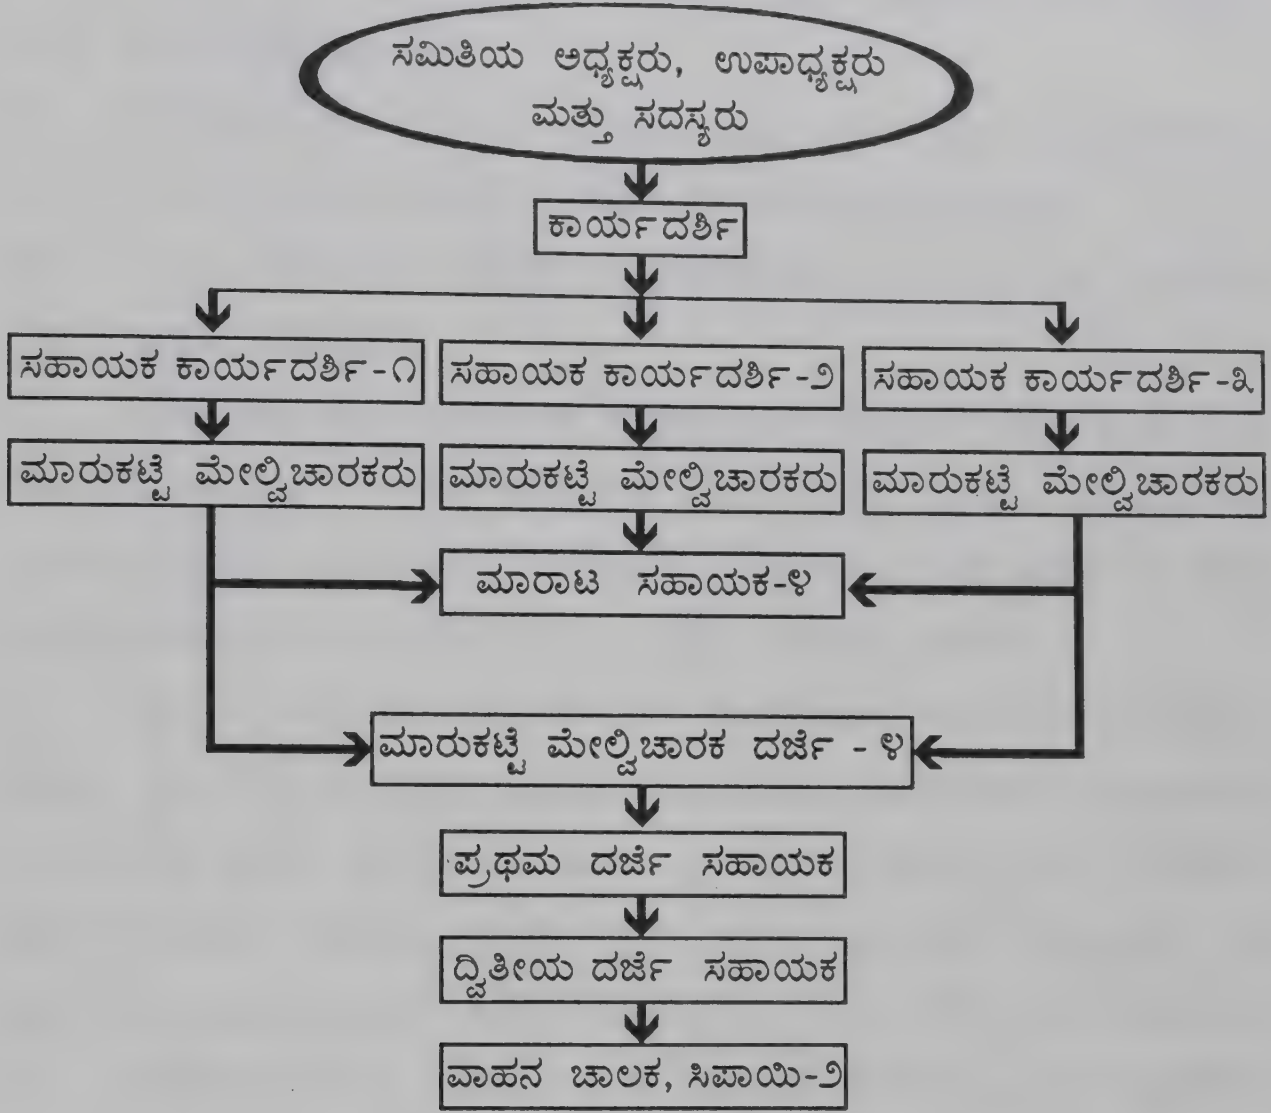 ಸಮಿತಿಯ ಅಧ್ಯಕ್ಷರು, ಉಪಾಧ್ಯಕ್ಷರು
ಮತ್ತು ಸದಸ್ಯರು
ಕಾರ್ಯದರ್ಶಿ
ಸಹಾಯಕ ಕಾರ್ಯದರ್ಶಿ-೧
ಸಹಾಯಕ ಕಾರ್ಯದರ್ಶಿ-೨
ಸಹಾಯಕ ಕಾರ್ಯದರ್ಶಿ-೩
ಮಾರುಕಟ್ಟೆ ಮೇಲ್ವಿಚಾರಕರು
ಮಾರುಕಟ್ಟೆ ಮೇಲ್ವಿಚಾರಕರು
ಮಾರುಕಟ್ಟೆ ಮೇಲ್ವಿಚಾರಕರು
ಮಾರಾಟ ಸಹಾಯಕ-೪
ಮಾರುಕಟ್ಟೆ ಮೇಲ್ವಿಚಾರಕ ದರ್ಜೆ - ೪
ಪ್ರಥಮ ದರ್ಜೆ ಸಹಾಯಕ
ದ್ವಿತೀಯ ದರ್ಜೆ ಸಹಾಯಕ
ವಾಹನ ಚಾಲಕ, ಸಿಪಾಯಿ-೨